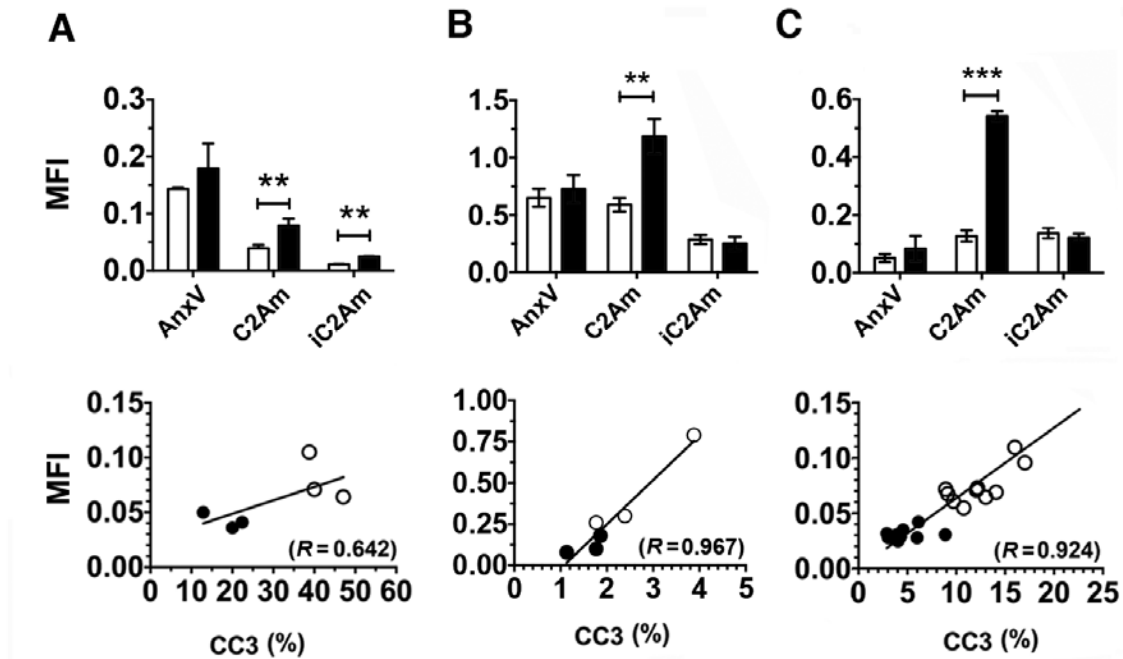 A
B
C
0.3
0.2
0.1
0.0
MFI
**
**
AnxV
C2Am
iC2Am
1.5
1.0
0.5
0.0
**
AnxV
C2Am
iC2Am
0.6
0.4
0.2
0.0
***
AnxV
C2Am
iC2Am
0.15
0.10
0.05
0.00
MFI
(R=0.642)
0 10 20 30 40 50 60
CC3 (%)
1.00
0.75
0.50
0.25
0.00
(R=0.967)
0 1 2 3 4 5
CC3 (%)
0.15
0.10
0.05
0.00
(R=0.924)
0 5 10 15 20 25
CC3 (%)